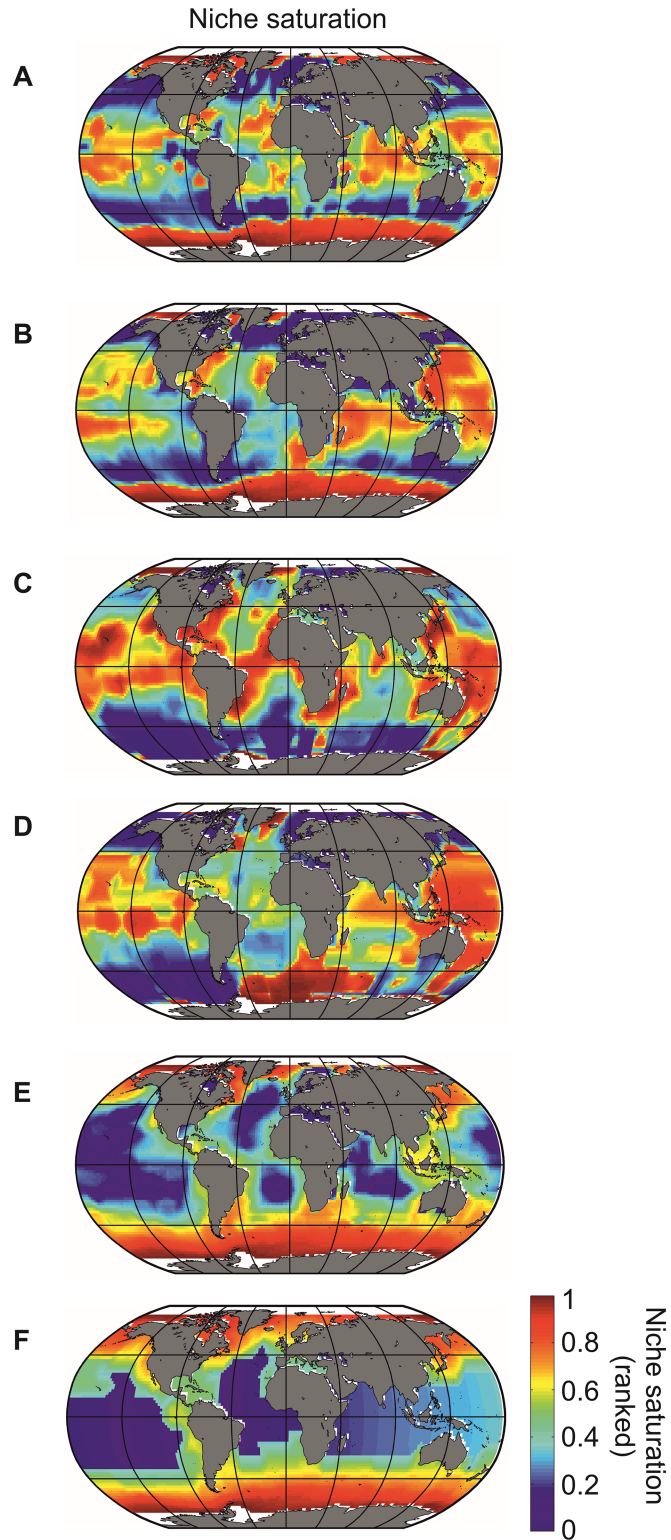 Niche saturation
A
B
C
D
E
F
1
0.8
0.6
0.4
0.2
0
Niche saturation
(ranked)